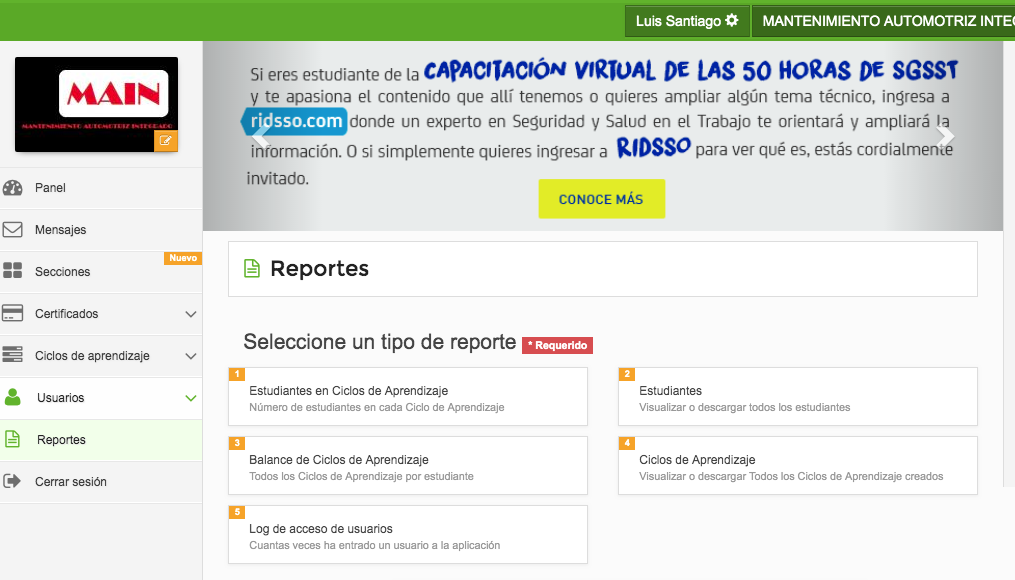 Luis Santiago
MANTENIMIENTO AUTOMOTRIZ INTEG
MAIN
MANTENIMIENTO AUTOMOTRIZ INTEGRADO
Panel
Mensajes
Nuevo
Secciones
Certificados
Ciclos de aprendizaje
Usuarios
Reportes
Cerrar sesión
Si eres estudiante de la CAPACITACIÓN VIRTUAL DE LAS 50 HORAS DE SGSST
y te apasiona el contenido que allí tenemos o quieres ampliar algún tema técnico, ingresa a
ridsso.com donde un experto en Seguridad y Salud en el Trabajo te orientará y ampliará la
información. O si simplemente quieres ingresar a RIDSSO para ver qué es, estás cordialmente
invitado.
CONOCE MÁS
Reportes
Seleccione un tipo de reporte * Requerido
1
Estudiantes en Ciclos de Aprendizaje
Número de estudiantes en cada Ciclo de Aprendizaje
2
Estudiantes
Visualizar o descargar todos los estudiantes
3
Balance de Ciclos de Aprendizaje
Todos los Ciclos de Aprendizaje por estudiante
4
Ciclos de Aprendizaje
Visualizar o descargar Todos los Ciclos de Aprendizaje creados
5
Log de acceso de usuarios
Cuantas veces ha entrado un usuario a la aplicación